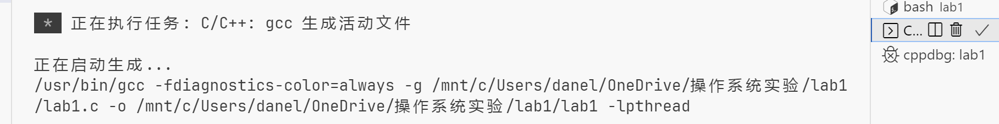 * 正在执行任务: C/C++: gcc 生成活动文件
正在启动生成...
/usr/bin/gcc -fdiagnostics-color=always -g /mnt/c/Users/danel/OneDrive/操作系统实验/lab1
/lab1.c -o /mnt/c/Users/danel/OneDrive/操作系统实验/lab1/lab1 -lpthread
bash lab1
C...
cppdbg: lab1